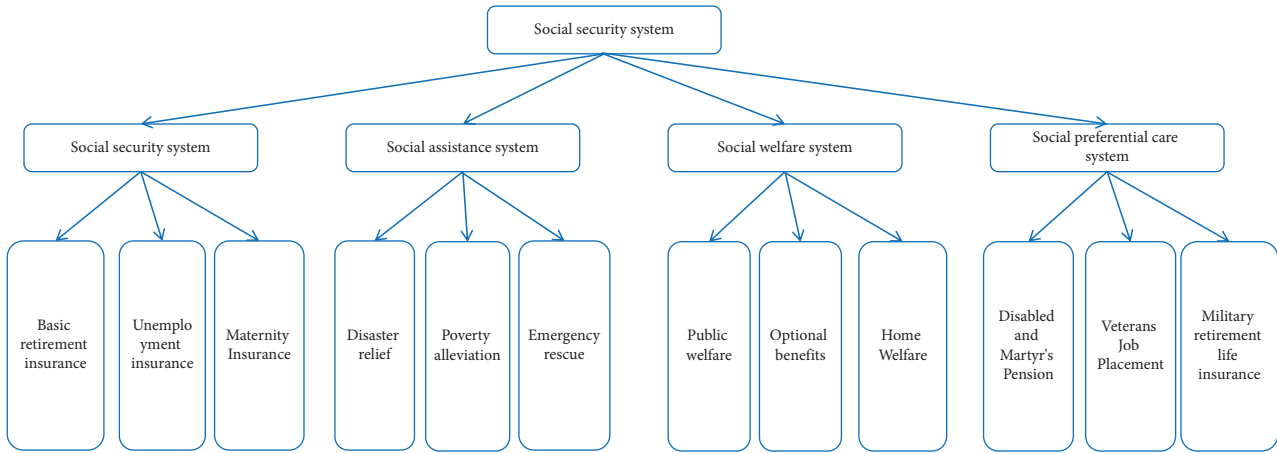 Social security system
Social security system
Social assistance system
Social welfare system
Social preferential care
system
Basic
retirement
insurance
Unemplo
yment
insurance
Maternity
Insurance
Disaster
relief
Poverty
alleviation
Emergency
rescue
Public
welfare
Optional
benefits
Home
Welfare
Disabled
and
Martyr's
Pension
Veterans
Job
Placement
Military
retirement
life
insurance